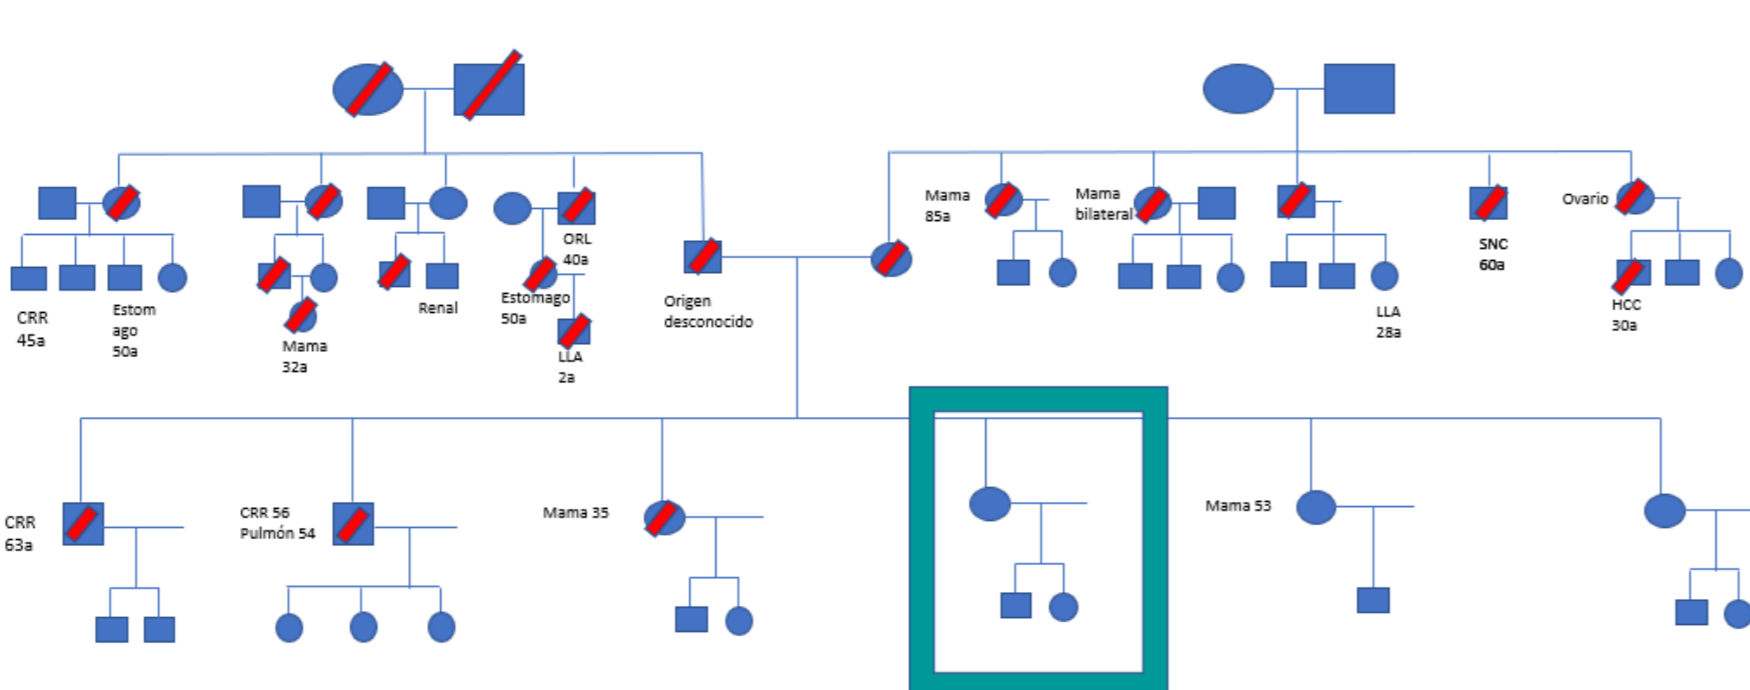 Mama
85a
Mama
bilateral
Ovario
ORL
40a
SNC
60a
Estomago
50a
Origen
desconocido
CRR
45a
Estom
ago
50a
Renal
LLA
28a
HCC
30a
Mama
32a
LLA
2a
CRR
63a
CRR 56
Pulmón 54
Mama 35
Mama 53